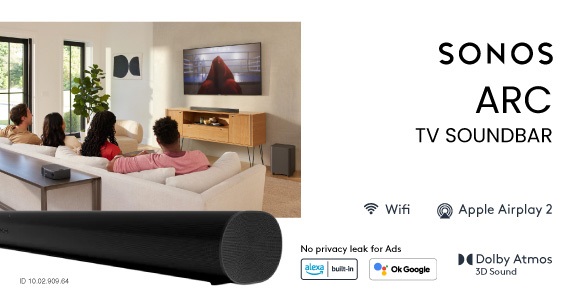 SONOS
ARC
TV SOUNDBAR
Wifi
Apple Airplay 2
No privacy leak for Ads
alexa built-in
Ok Google
Dolby Atmos
3D Sound
ID 10.02.909.64